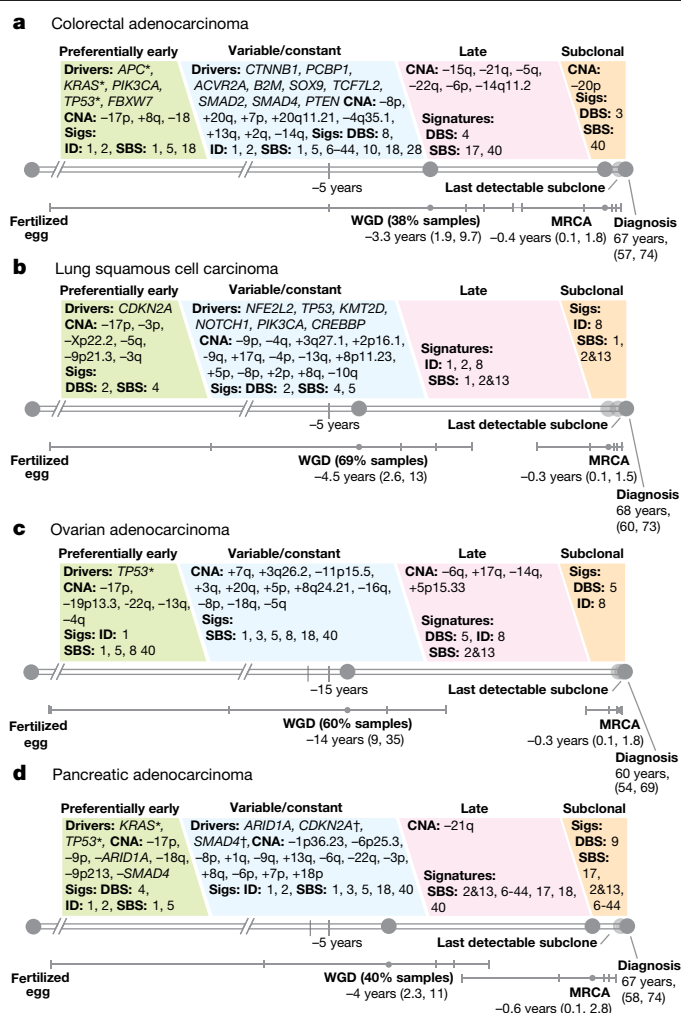 a Colorectal adenocarcinoma
Preferentially early
Drivers: APC*,
KRAS*, PIK3CA,
TP53*, FBXW7
CNA: –17p, +8q, –18
Sigs:
ID: 1, 2, SBS: 1, 5, 18
Variable/constant
Drivers: CTNNB1, PCBP1,
ACVR2A, B2M, SOX9, TCF7L2,
SMAD2, SMAD4, PTEN CNA: –8p,
+20q, +7p, +20q11.21, –4q35.1,
+13q, +2q, –14q, Sigs: DBS: 8,
ID: 1, 2, SBS: 1, 5, 6–44, 10, 18, 28
Late
CNA: –15q, –21q, –5q,
–22q, –6p, –14q11.2
Signatures:
DBS: 4
SBS: 17, 40
Subclonal
CNA:
–20p
Sigs:
DBS: 3
SBS:
40
–5 years
Last detectable subclone
Fertilized
egg
WGD (38% samples)
–3.3 years (1.9, 9.7)
MRCA
–0.4 years (0.1, 1.8)
Diagnosis
67 years,
(57, 74)
b Lung squamous cell carcinoma
Preferentially early
Drivers: CDKN2A
CNA: –17p, –3p,
–Xp22.2, –5q,
–9p21.3, –3q
Sigs:
DBS: 2, SBS: 4
Variable/constant
Drivers: NFE2L2, TP53, KMT2D,
NOTCH1, PIK3CA, CREBBP
CNA: –9p, –4q, +3q27.1, +2p16.1,
-9q, +17q, –4p, –13q, +8p11.23,
+5p, –8p, +2p, +8q, –10q
Sigs: DBS: 2, SBS: 4, 5
Late
Signatures:
ID: 1, 2, 8
SBS: 1, 2&13
Subclonal
Sigs:
ID: 8
SBS: 1,
2&13
–5 years
Last detectable subclone
Fertilized
egg
WGD (69% samples)
–4.5 years (2.6, 13)
MRCA
–0.3 years (0.1, 1.5)
Diagnosis
68 years,
(60, 73)
c Ovarian adenocarcinoma
Preferentially early
Drivers: TP53*
CNA: –17p,
–19p13.3, -22q, –13q,
–4q
Sigs: ID: 1
SBS: 1, 5, 8 40
Variable/constant
CNA: +7q, +3q26.2, –11p15.5,
+3q, +20q, +5p, +8q24.21, –16q,
–8p, –18q, –5q
Sigs:
SBS: 1, 3, 5, 8, 18, 40
Late
CNA: –6q, +17q, –14q,
+5p15.33
Signatures:
DBS: 5, ID: 8
SBS: 2&13
Subclonal
Sigs:
DBS: 5
ID: 8
–15 years
Last detectable subclone
Fertilized
egg
WGD (60% samples)
–14 years (9, 35)
MRCA
–0.3 years (0.1, 1.8)
Diagnosis
60 years,
(54, 69)
d Pancreatic adenocarcinoma
Preferentially early
Drivers: KRAS*,
TP53*, CNA: –17p,
–9p, –ARID1A, –18q,
–9p213, –SMAD4
Sigs: DBS: 4,
ID: 1, 2, SBS: 1, 5
Variable/constant
Drivers: ARID1A, CDKN2A†,
SMAD4†, CNA: –1p36.23, –6p25.3,
–8p, +1q, –9q, +13q, –6q, –22q, –3p,
+8q, –6p, +7p, +18p
Sigs: ID: 1, 2, SBS: 1, 3, 5, 18, 40
Late
CNA: –21q
Signatures:
SBS: 2&13, 6-44, 17, 18,
40
Subclonal
Sigs:
DBS: 9
SBS:
17,
2&13,
6-44
–5 years
Last detectable subclone
Fertilized
egg
WGD (40% samples)
–4 years (2.3, 11)
MRCA
–0.6 years (0.1, 2.8)
Diagnosis
67 years,
(58, 74)